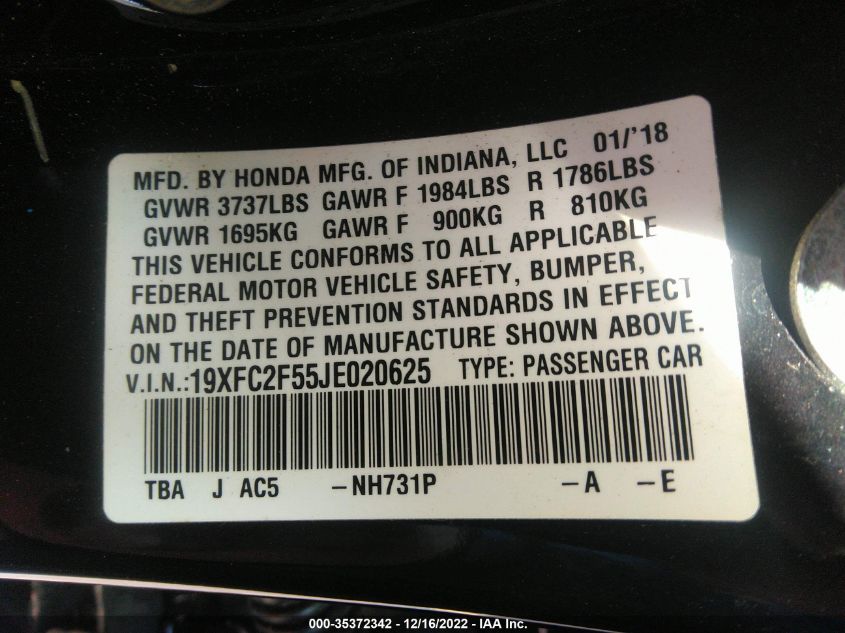 MFD. BY HONDA MFG. OF INDIANA, LLC 01/'18
GVWR 3737LBS GAWR F 1984LBS R 1786LBS
GVWR 1695KG GAWR F 900KG R 810KG
THIS VEHICLE CONFORMS TO ALL APPLICABLE
FEDERAL MOTOR VEHICLE SAFETY, BUMPER,
AND THEFT PREVENTION STANDARDS IN EFFECT
ON THE DATE OF MANUFACTURE SHOWN ABOVE.
V.I.N.:19XFC2F55JE020625 TYPE: PASSENGER CAR
TBA J AC5 –NH731P –A –E
000-35372342 - 12/16/2022 - IAA Inc.